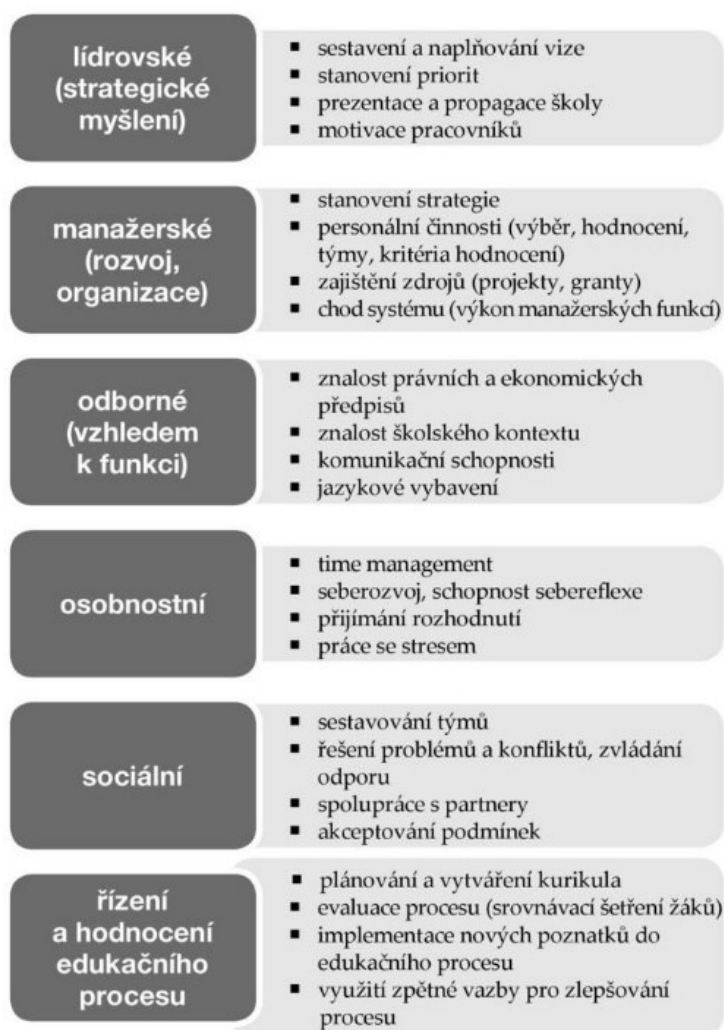 lídrovské
(strategické
myšlení)
▪ sestavení a naplňování vize
▪ stanovení priorit
▪ prezentace a propagace školy
▪ motivace pracovníků
manažerské
(rozvoj,
organizace)
▪ stanovení strategie
▪ personální činnosti (výběr, hodnocení,
týmy, kritéria hodnocení)
▪ zajištění zdrojů (projekty, granty)
▪ chod systému (výkon manažerských funkcí)
odborné
(vzhledem
k funkci)
▪ znalost právních a ekonomických
předpisů
▪ znalost školského kontextu
▪ komunikační schopnosti
▪ jazykové vybavení
osobnostní
▪ time management
▪ seberozvoj, schopnost sebereflexe
▪ přijímání rozhodnutí
▪ práce se stresem
sociální
▪ sestavování týmů
▪ řešení problémů a konfliktů, zvládání
odporu
▪ spolupráce s partnery
▪ akceptování podmínek
řízení
a hodnocení
edukačního
procesu
▪ plánování a vytváření kurikula
▪ evaluace procesu (srovnávací šetření žáků)
▪ implementace nových poznatků do
edukačního procesu
▪ využití zpětné vazby pro zlepšování
procesu